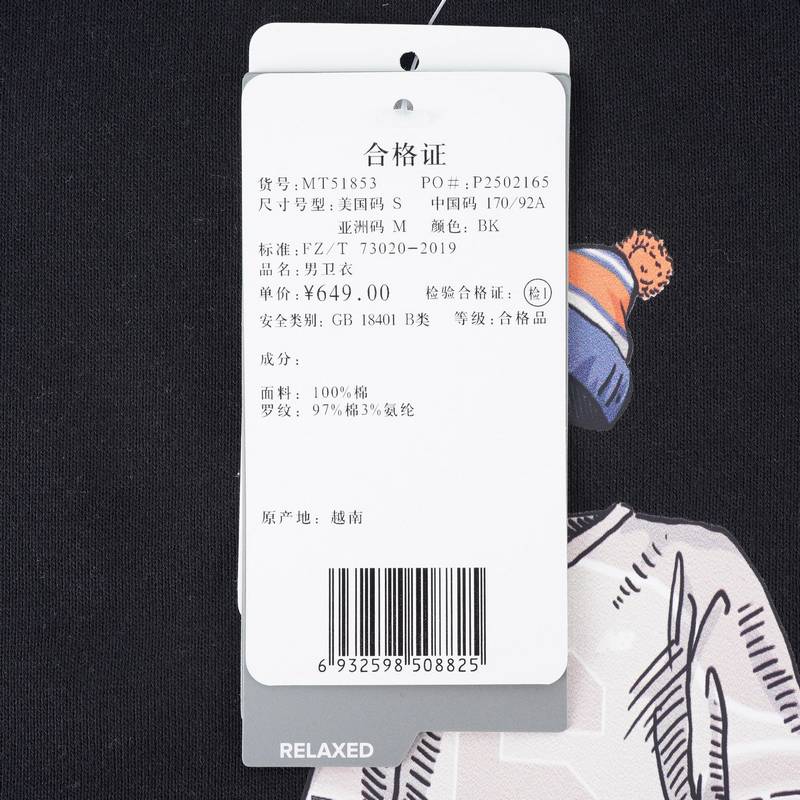 合格证
货号:MT51853 PO#:P2502165
尺寸号型:美国码 S 中国码 170/92A
亚洲码 M 颜色: BK
标准:FZ/T 73020-2019
品名:男卫衣
单价:¥649.00 检验合格证: 检1
安全类别: GB 18401 B类 等级:合格品
成分:
面料: 100%棉
罗纹: 97%棉3%氨纶
原产地: 越南
6 932598 508825
RELAXED